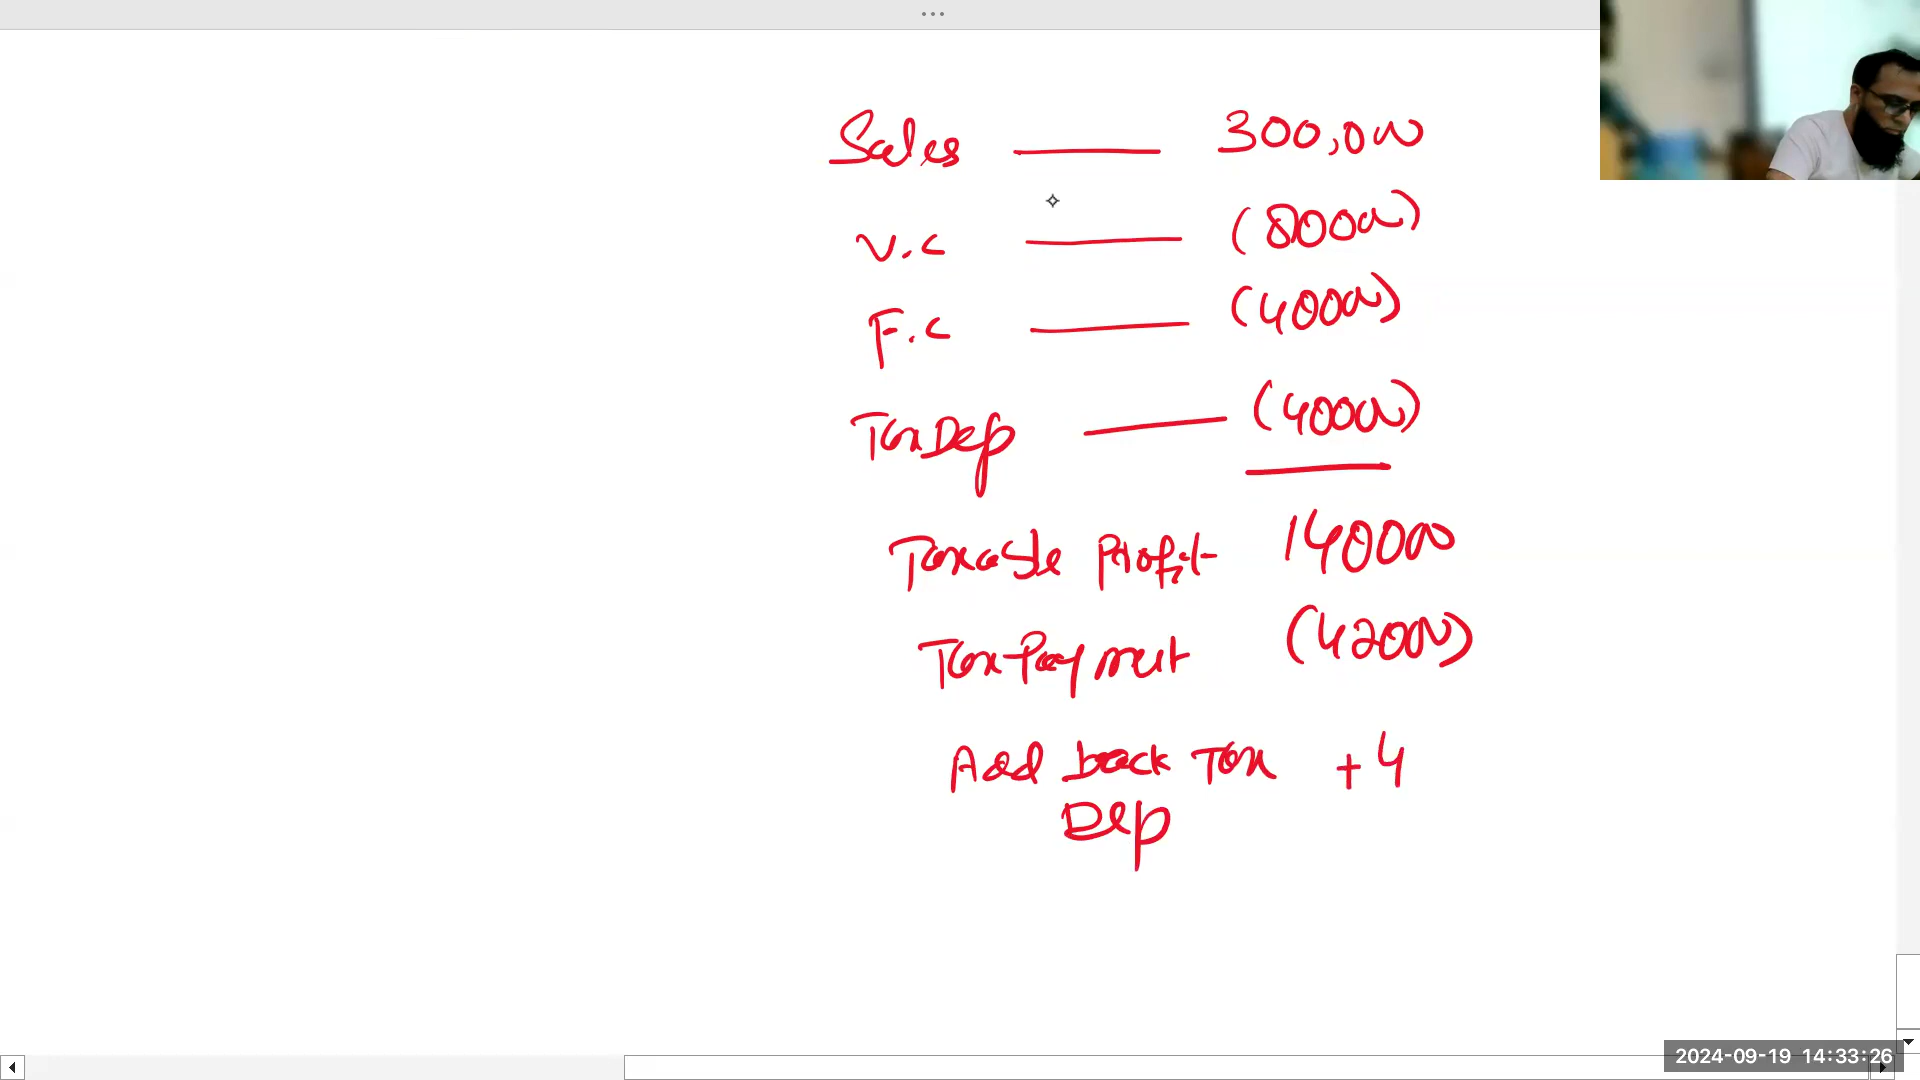 Sales — 300,000
V.C — (80000)
F.C — (40000)
Tax Dep — (40000)
Taxable Profit 140000
Tax Payment (42000)
Add back Tax +4
Dep
2024-09-19 14:33:26